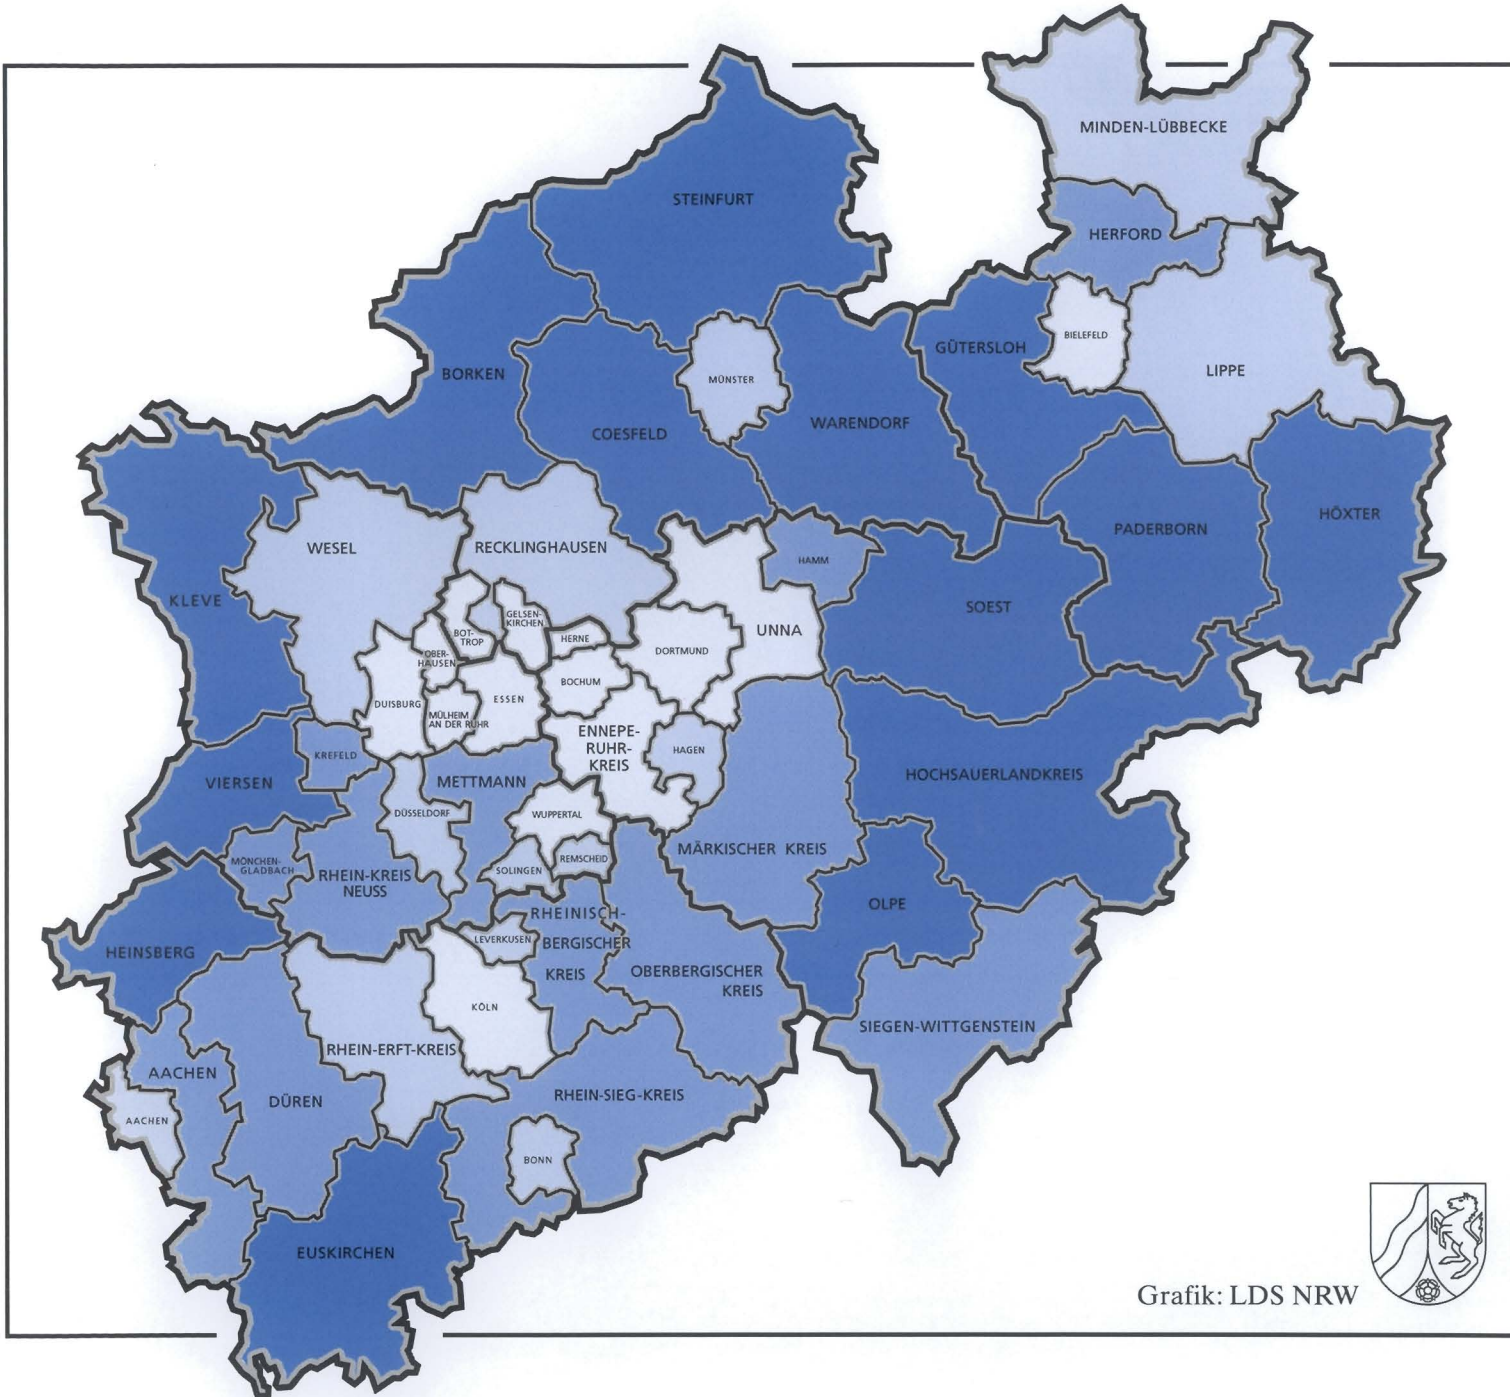 MINDEN-LÜBBECKE
STEINFURT
HERFORD
BIELEFELD
GÜTERSLOH
LIPPE
BORKEN
MÜNSTER
WARENDORF
COESFELD
HÖXTER
PADERBORN
WESEL
RECKLINGHAUSEN
HAMM
KLEVE
SOEST
GELSEN-
KIRCHEN
BOT-
TROP
HERNE
UNNA
DORTMUND
OBER-
HAUSEN
BOCHUM
ESSEN
DUISBURG
MÜLHEIM
AN DER RUHR
ENNEPE-
RUHR-
KREIS
HAGEN
KREFELD
HOCHSAUERLANDKREIS
VIERSEN
METTMANN
DÜSSELDORF
WUPPERTAL
MÄRKISCHER KREIS
MÖNCHEN-
GLADBACH
RHEIN-KREIS
NEUSS
SOLINGEN
REMSCHEID
OLPE
RHEINISCH-
BERGISCHER
KREIS
LEVERKUSEN
HEINSBERG
OBERBERGISCHER
KREIS
KÖLN
SIEGEN-WITTGENSTEIN
RHEIN-ERFT-KREIS
AACHEN
DÜREN
RHEIN-SIEG-KREIS
AACHEN
BONN
EUSKIRCHEN
Grafik: LDS NRW